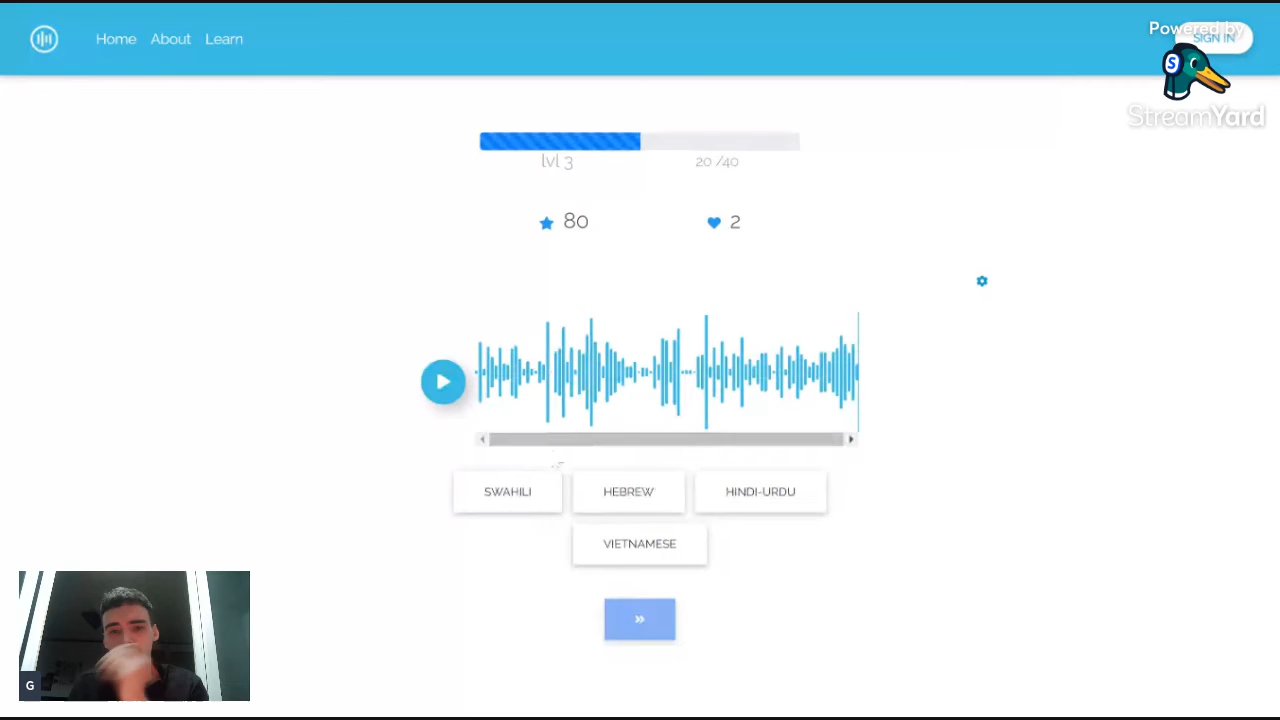 Home About Learn
Powered by
SIGN IN
StreamYard
lvl 3
20 /40
80
2
SWAHILI
HEBREW
HINDI-URDU
VIETNAMESE
G